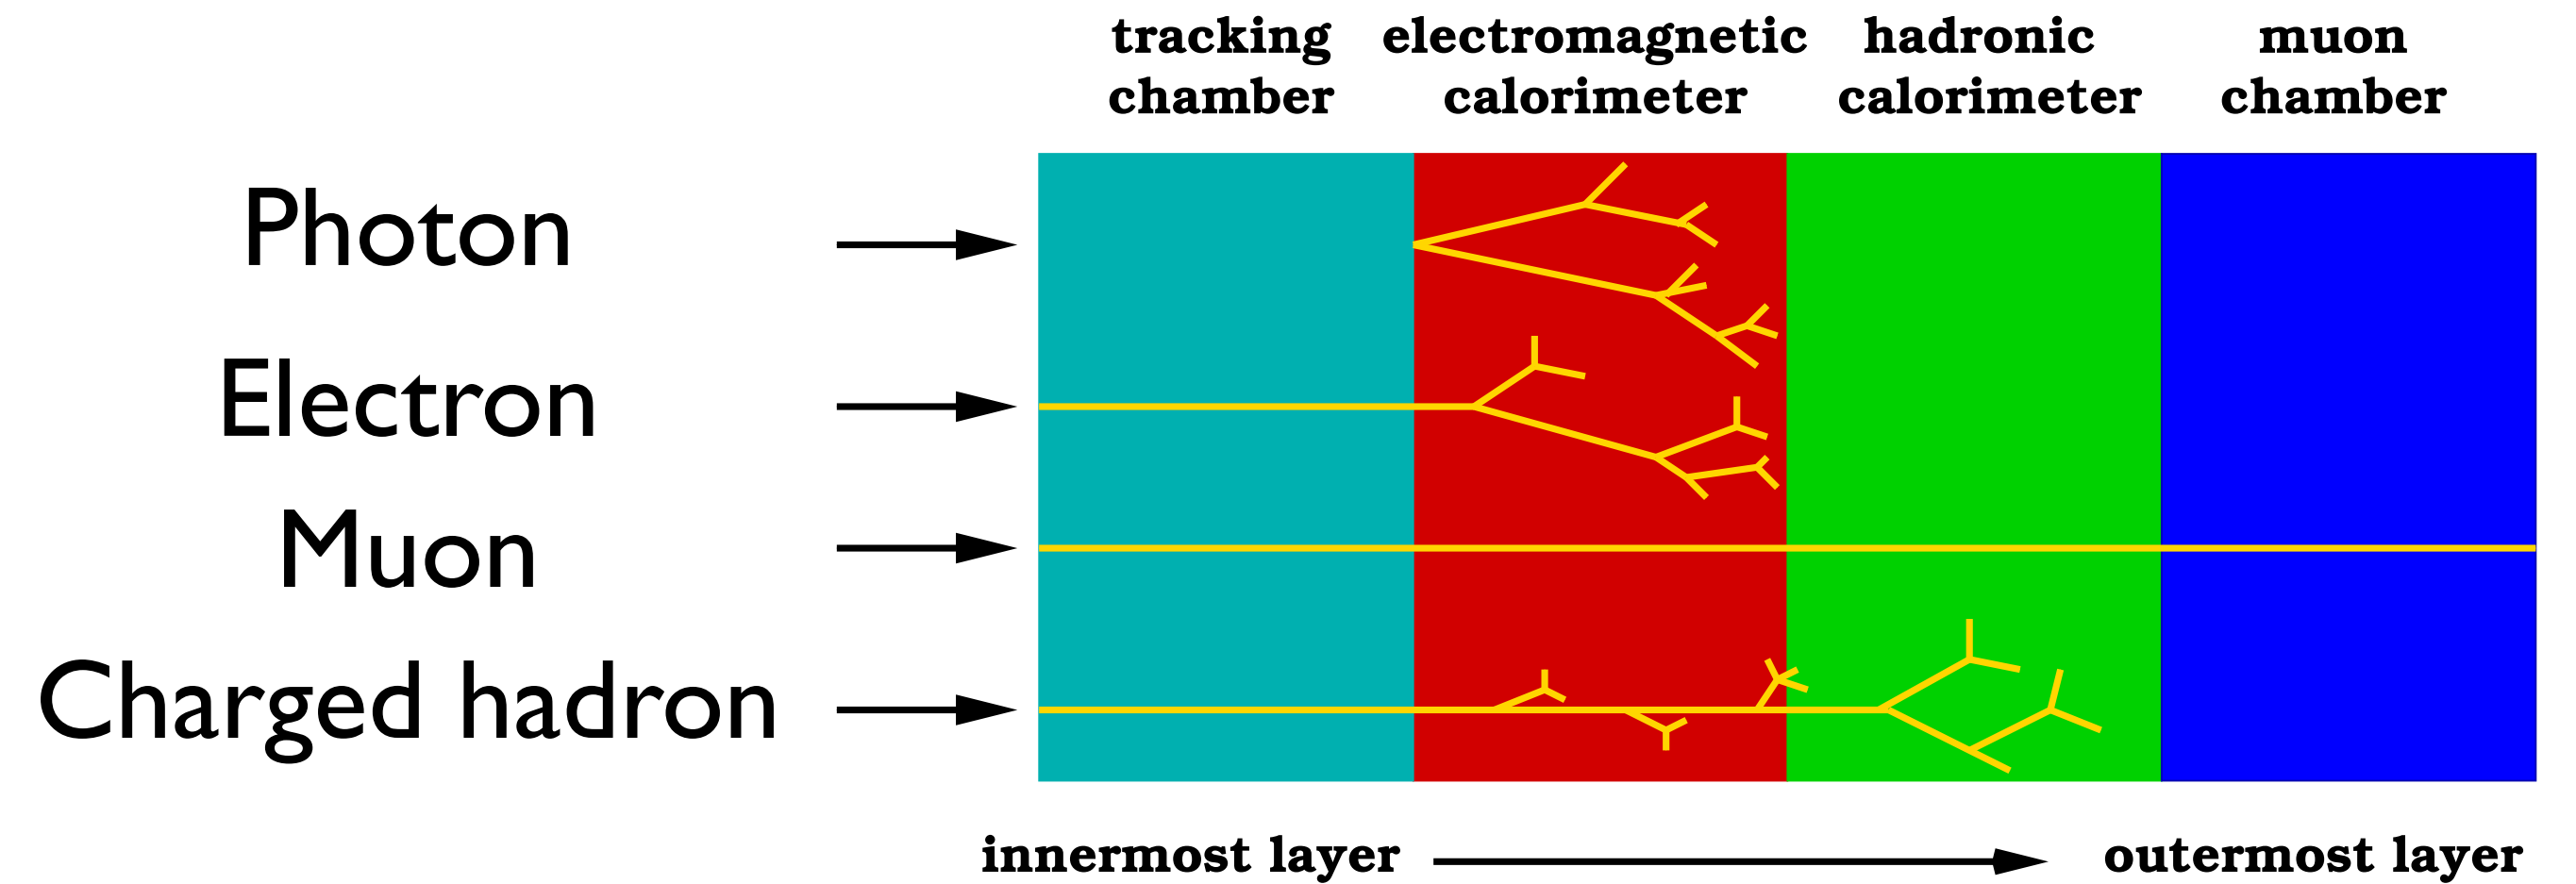 tracking electromagnetic hadronic muon
chamber calorimeter calorimeter chamber
Photon
Electron
Muon
Charged hadron
innermost layer outermost layer